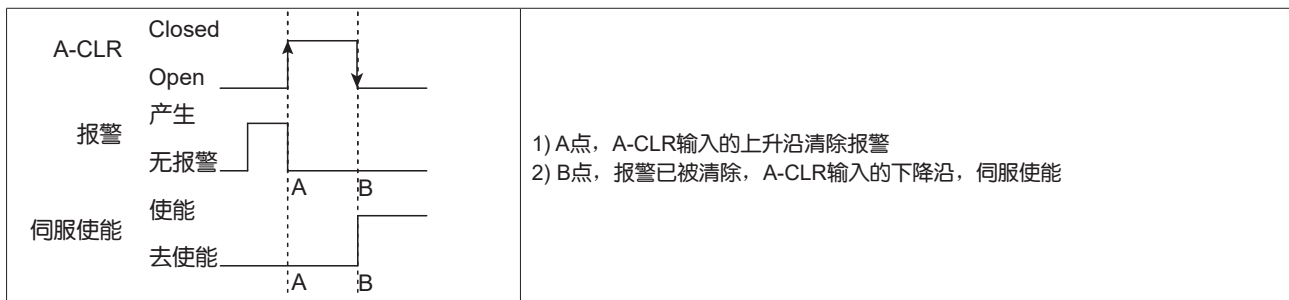 Closed
A-CLR
Open
产生
报警
无报警
A B
使能
伺服使能
去使能
A B
1) A点，A-CLR输入的上升沿清除报警
2) B点，报警已被清除，A-CLR输入的下降沿，伺服使能